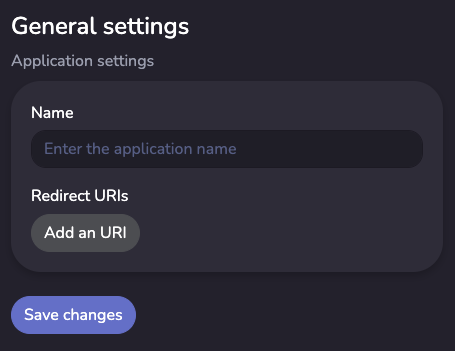 General settings
Application settings
Name
Enter the application name
Redirect URIs
Add an URI
Save changes